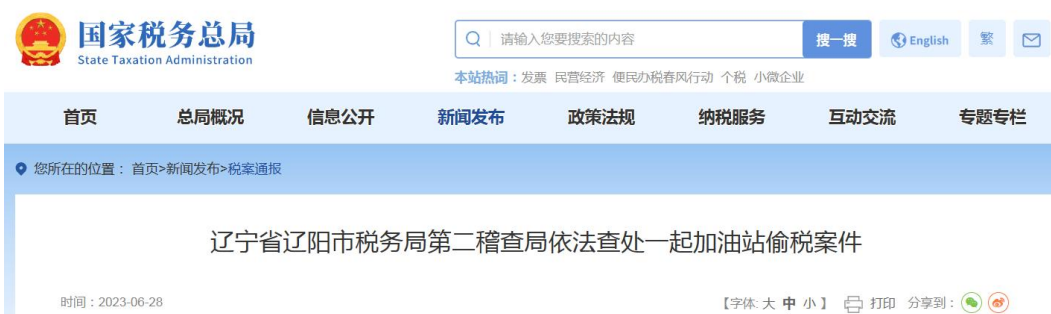 国家税务总局
State Taxation Administration
请输入您要搜索的内容 搜一搜 English 繁
本站热词：发票 民营经济 便民办税春风行动 个税 小微企业
首页 总局概况 信息公开 新闻发布 政策法规 纳税服务 互动交流 专题专栏
您所在的位置： 首页>新闻发布>税案通报
辽宁省辽阳市税务局第二稽查局依法查处一起加油站偷税案件
时间：2023-06-28 【字体: 大 中 小 】 打印 分享到：